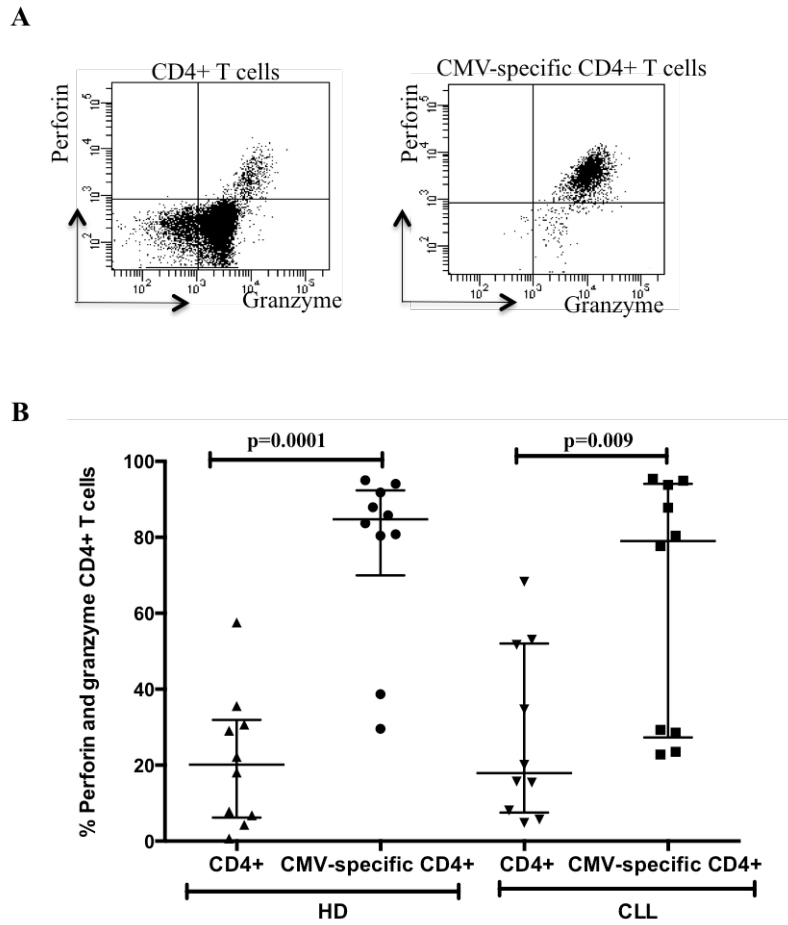 A
CD4+ T cells
CMV-specific CD4+ T cells
Perforin
10^5
10^4
10^3
10^2
10^2 10^3 10^4 10^5
Granzyme
Perforin
10^5
10^4
10^3
10^2
10^2 10^3 10^4 10^5
Granzyme
B
% Perforin and granzyme CD4+ T cells
p=0.0001
p=0.009
100
80
60
40
20
0
CD4+ CMV-specific CD4+ CD4+ CMV-specific CD4+
HD CLL